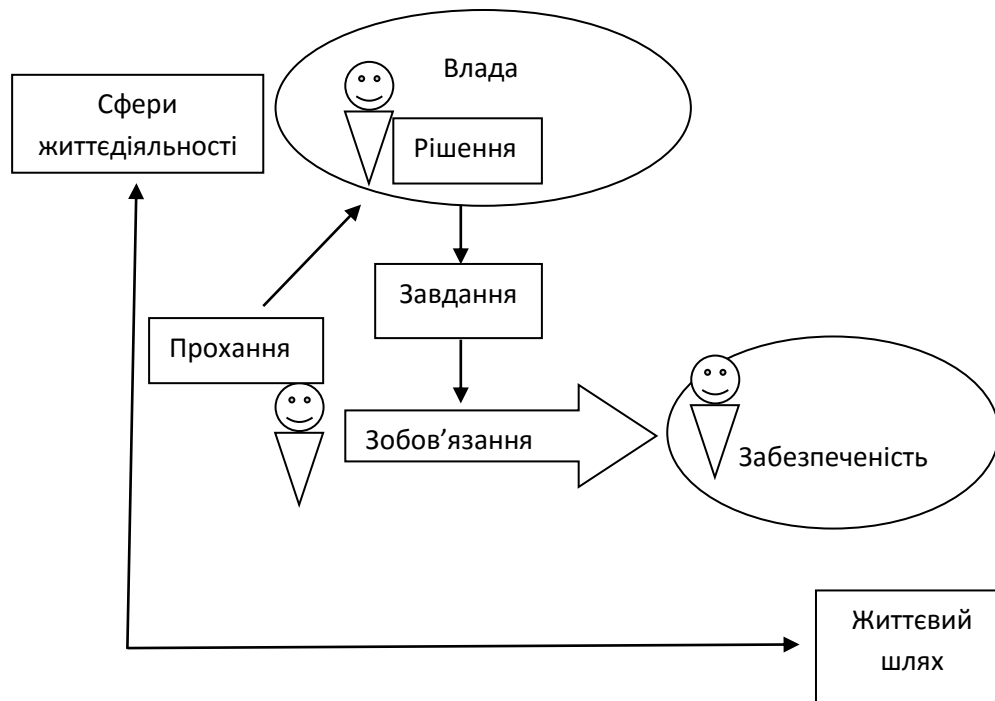 Влада
Сфери
життєдіяльності
Рішення
Завдання
Прохання
Зобов’язання
Забезпеченість
Життєвий
шлях